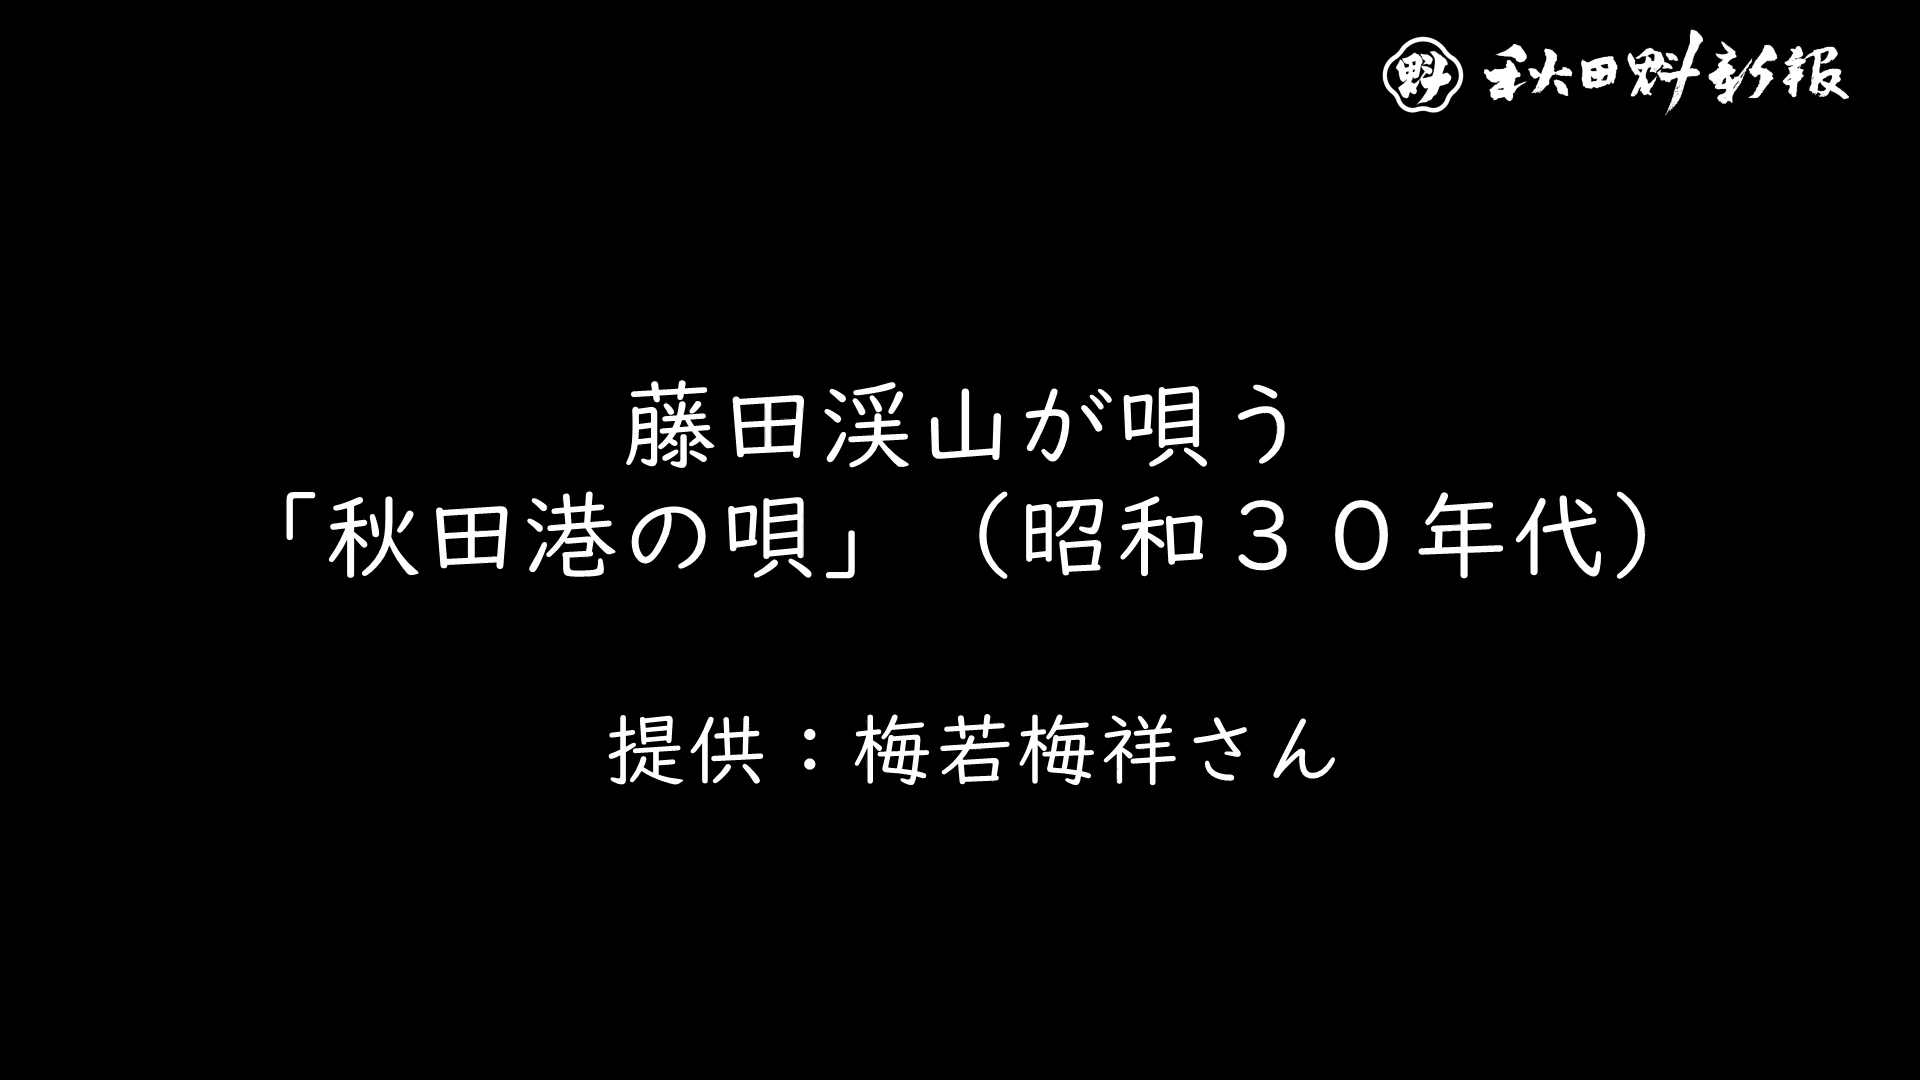 魁 秋田魁新報
藤田渓山が唄う
「秋田港の唄」（昭和３０年代）
提供：梅若梅祥さん